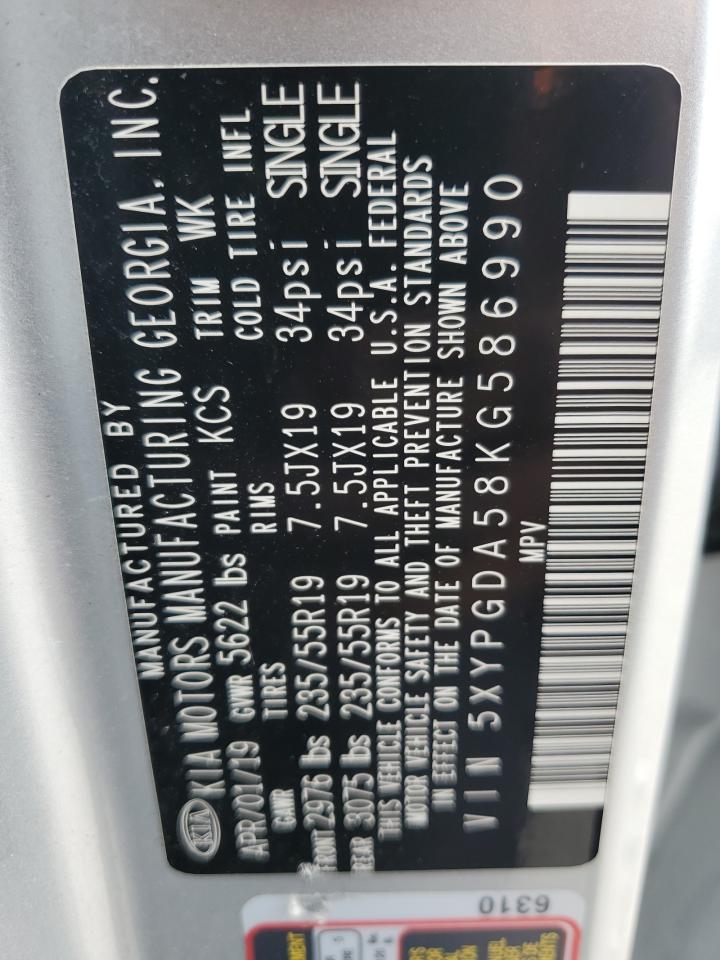 MANUFACTURED BY
KIA KIA MOTORS MANUFACTURING GEORGIA, INC.
APR/01/19 GVWR 5622 lbs PAINT KCS TRIM WK
GAWR TIRES RIMS COLD TIRE INFL
FRONT 2976 lbs 235/55R19 7.5JX19 34psi SINGLE
REAR 3075 lbs 235/55R19 7.5JX19 34psi SINGLE
THIS VEHICLE CONFORMS TO ALL APPLICABLE U.S.A. FEDERAL
MOTOR VEHICLE SAFETY AND THEFT PREVENTION STANDARDS
IN EFFECT ON THE DATE OF MANUFACTURE SHOWN ABOVE
VIN 5XYPGDA58KG586990
MPV
6310